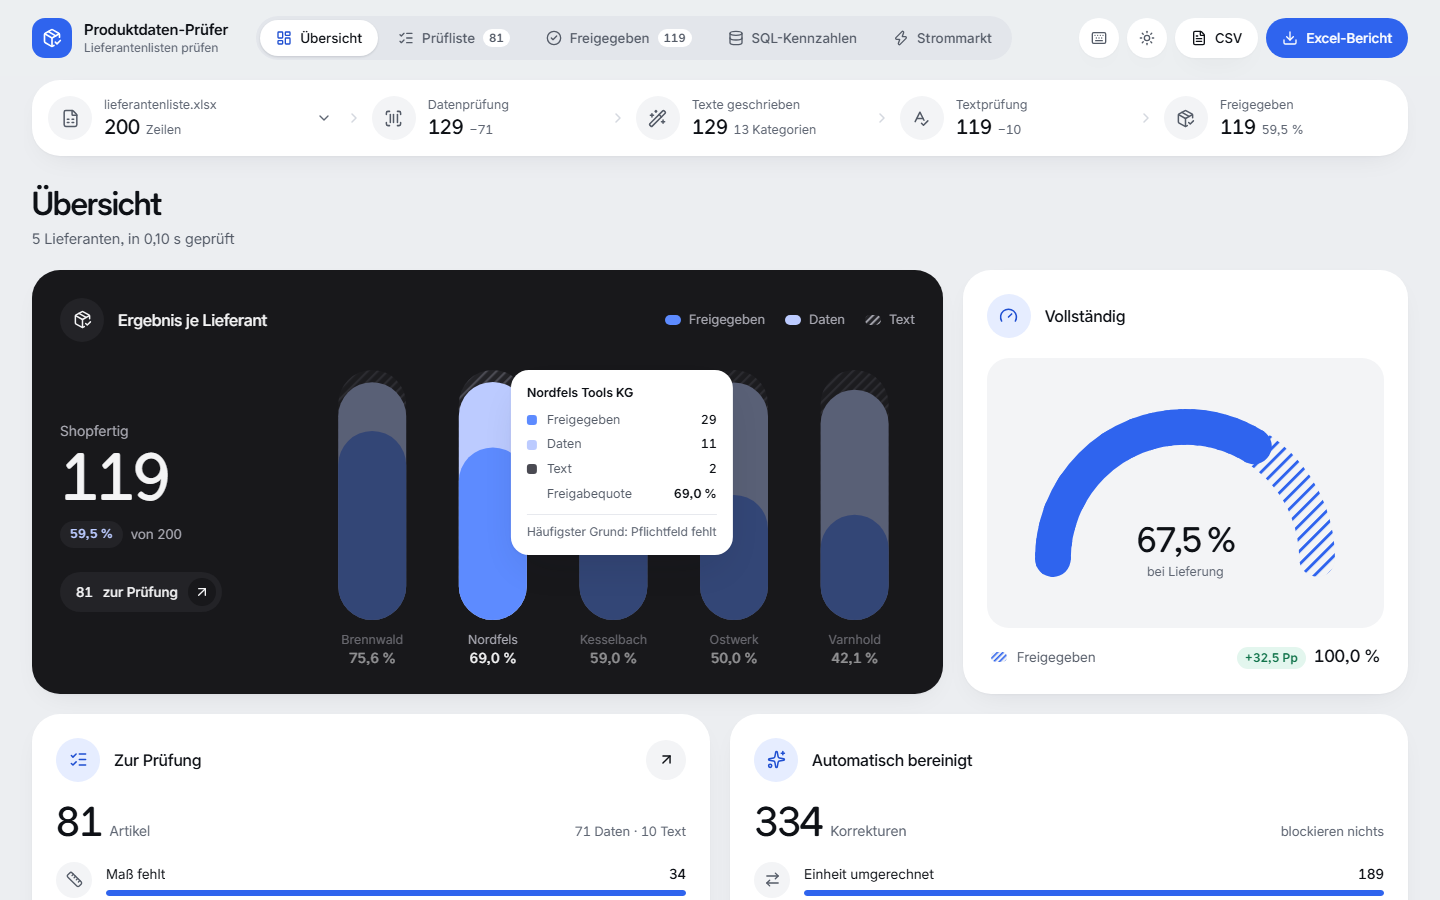 Produktdaten-Prüfer
Lieferantenlisten prüfen
Übersicht
Prüfliste 81
Freigegeben 119
SQL-Kennzahlen
Strommarkt
CSV
Excel-Bericht
lieferantenliste.xlsx
200 Zeilen
Datenprüfung
129 −71
Texte geschrieben
129 13 Kategorien
Textprüfung
119 −10
Freigegeben
119 59,5 %
Übersicht
5 Lieferanten, in 0,10 s geprüft
Ergebnis je Lieferant
Freigegeben
Daten
Text
Shopfertig
119
59,5 % von 200
81 zur Prüfung
Nordfels Tools KG
Freigegeben 29
Daten 11
Text 2
Freigabequote 69,0 %
Häufigster Grund: Pflichtfeld fehlt
Brennwald
75,6 %
Nordfels
69,0 %
Kesselbach
59,0 %
Ostwerk
50,0 %
Varnhold
42,1 %
Vollständig
67,5 %
bei Lieferung
Freigegeben
+32,5 Pp 100,0 %
Zur Prüfung
81 Artikel
71 Daten · 10 Text
Maß fehlt 34
Automatisch bereinigt
334 Korrekturen
blockieren nichts
Einheit umgerechnet 189